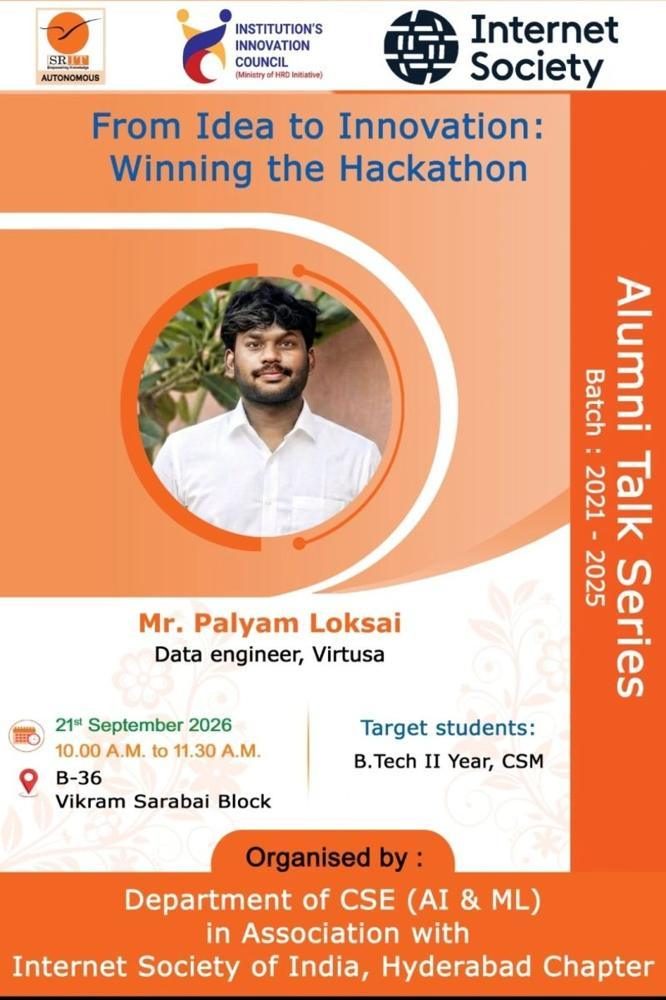 SRIT
Empowering Knowledge
AUTONOMOUS
INSTITUTION'S
INNOVATION
COUNCIL
(Ministry of HRD Initiative)
Internet
Society
From Idea to Innovation:
Winning the Hackathon
Alumni Talk Series
Batch : 2021 - 2025
Mr. Palyam Loksai
Data engineer, Virtusa
21st September 2026
10.00 A.M. to 11.30 A.M.
B-36
Vikram Sarabai Block
Target students:
B.Tech II Year, CSM
Organised by :
Department of CSE (AI & ML)
in Association with
Internet Society of India, Hyderabad Chapter